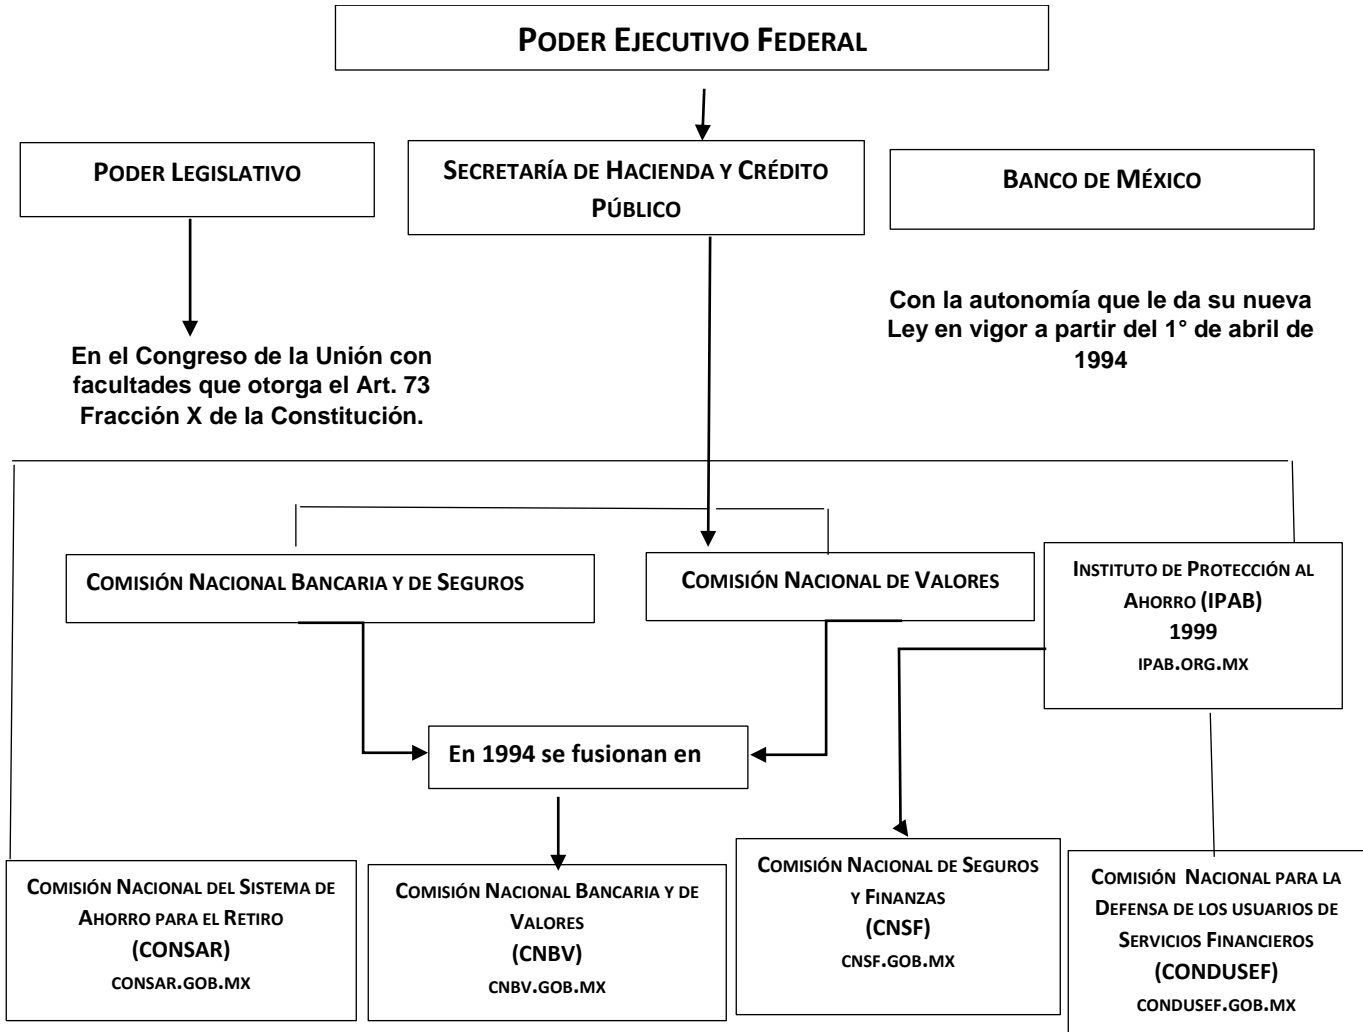 PODER EJECUTIVO FEDERAL
PODER LEGISLATIVO
SECRETARÍA DE HACIENDA Y CRÉDITO
PÚBLICO
BANCO DE MÉXICO
En el Congreso de la Unión con
facultades que otorga el Art. 73
Fracción X de la Constitución.
Con la autonomía que le da su nueva
Ley en vigor a partir del 1° de abril de
1994
COMISIÓN NACIONAL BANCARIA Y DE SEGUROS
COMISIÓN NACIONAL DE VALORES
INSTITUTO DE PROTECCIÓN AL
AHORRO (IPAB)
1999
IPAB.ORG.MX
En 1994 se fusionan en
COMISIÓN NACIONAL DEL SISTEMA DE
AHORRO PARA EL RETIRO
(CONSAR)
CONSAR.GOB.MX
COMISIÓN NACIONAL BANCARIA Y DE
VALORES
(CNBV)
CNBV.GOB.MX
COMISIÓN NACIONAL DE SEGUROS
Y FINANZAS
(CNSF)
CNSF.GOB.MX
COMISIÓN NACIONAL PARA LA
DEFENSA DE LOS USUARIOS DE
SERVICIOS FINANCIEROS
(CONDUSEF)
CONDUSEF.GOB.MX